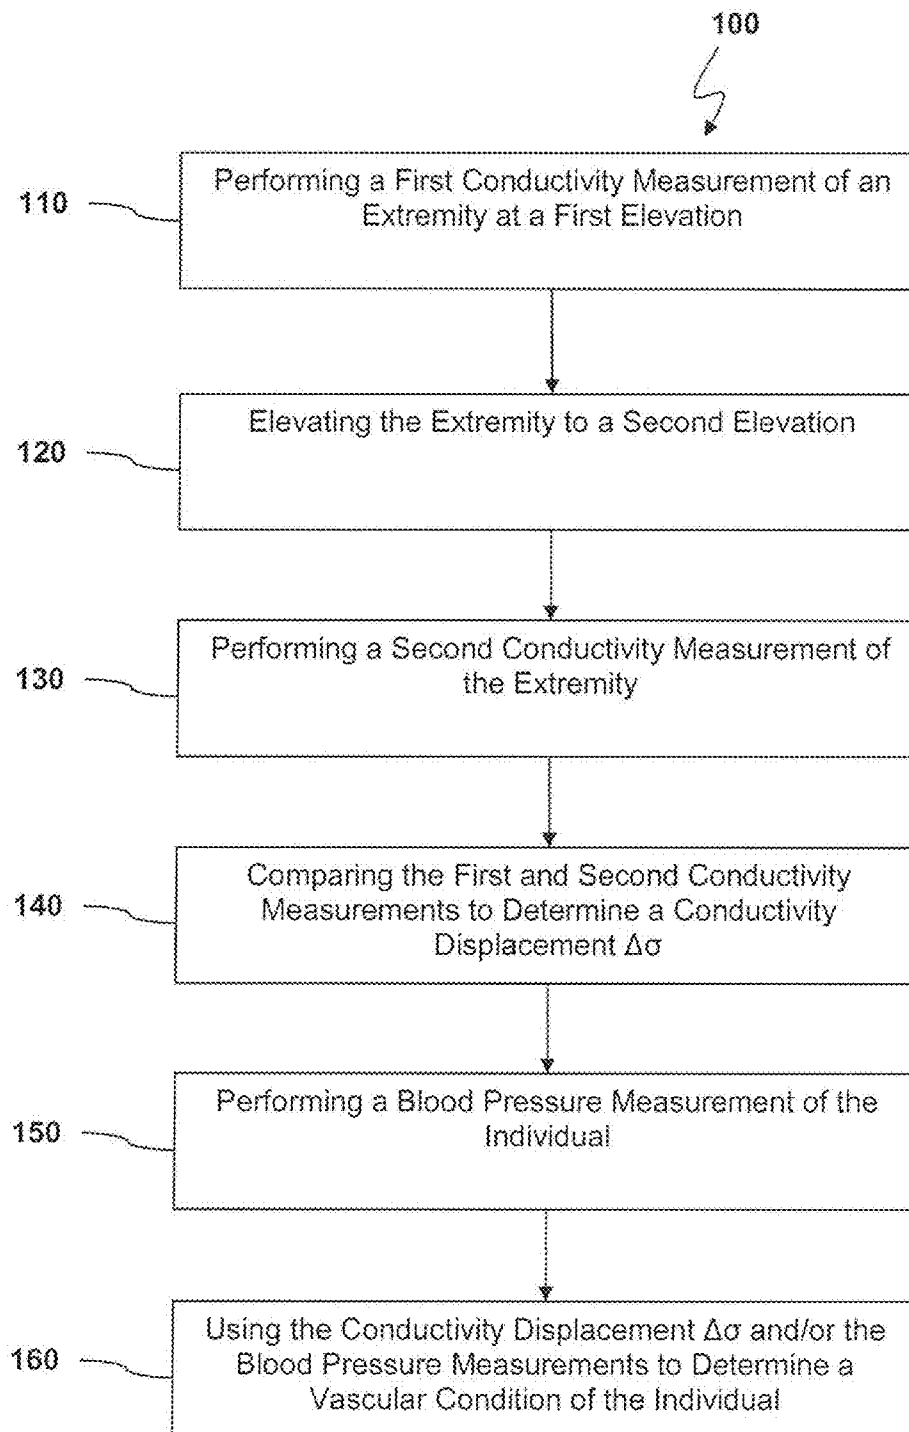 100
110
Performing a First Conductivity Measurement of an
Extremity at a First Elevation
120
Elevating the Extremity to a Second Elevation
130
Performing a Second Conductivity Measurement of
the Extremity
140
Comparing the First and Second Conductivity
Measurements to Determine a Conductivity
Displacement Δσ
150
Performing a Blood Pressure Measurement of the
Individual
160
Using the Conductivity Displacement Δσ and/or the
Blood Pressure Measurements to Determine a
Vascular Condition of the Individual